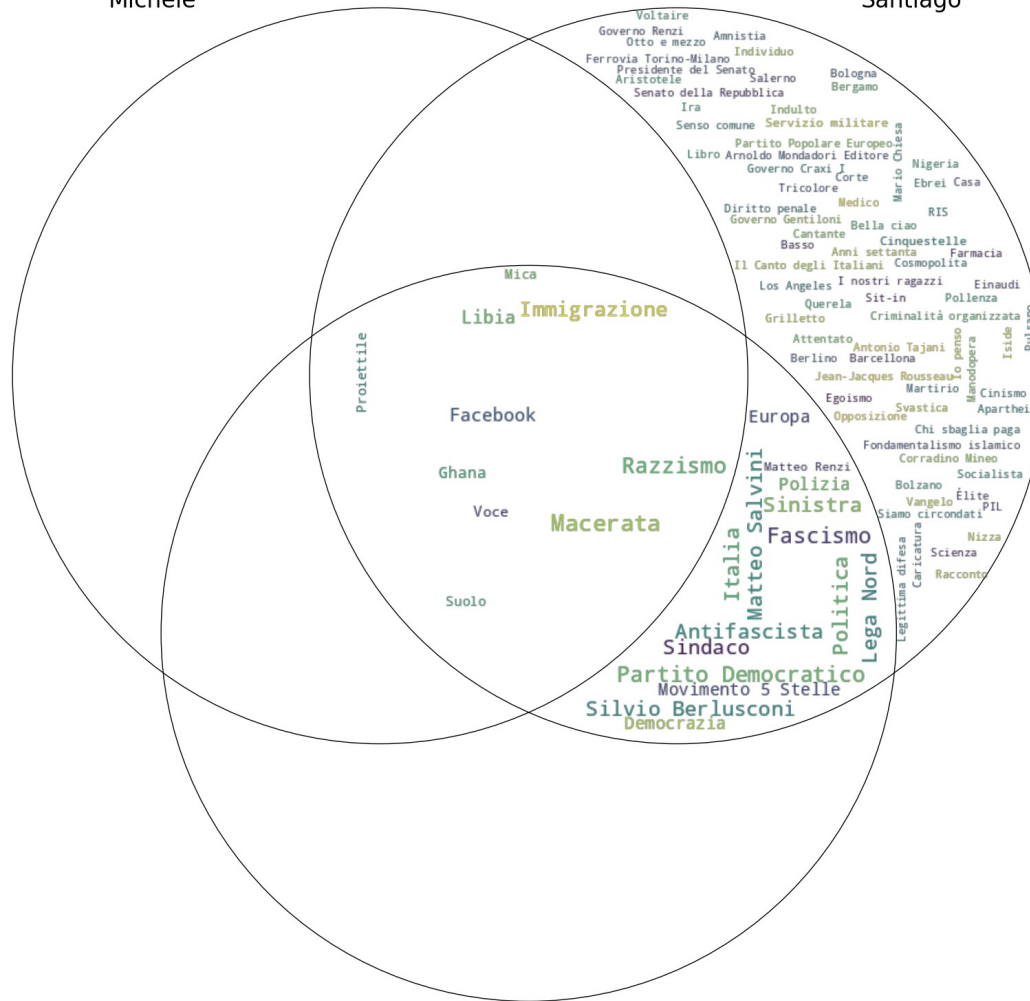 Michele
Santiago
Voltaire
Governo Renzi
Amnistia
Otto e mezzo
Individuo
Ferrovia Torino-Milano
Presidente del Senato
Bologna
Aristotele
Salerno
Bergamo
Senato della Repubblica
Ira
Indulto
Senso comune
Servizio militare
Mario Chiesa
Partito Popolare Europeo
Libro
Arnoldo Mondadori Editore
Nigeria
Governo Craxi I
Corte
Ebrei
Casa
Tricolore
Medico
Diritto penale
RIS
Governo Gentiloni
Bella ciao
Cantante
Cinquestelle
Basso
Anni settanta
Farmacia
Il Canto degli Italiani
Cosmopolita
Mica
Los Angeles
I nostri ragazzi
Einaudi
Querela
Sit-in
Pollenza
Immigrazione
Libia
Grilletto
Criminalità organizzata
Attentato
Antonio Tajani
Io penso
Manodopera
Iside
Berlino
Barcellona
Proiettile
Jean-Jacques Rousseau
Martirio
Cinismo
Egoismo
Svastica
Aparthei
Facebook
Europa
Opposizione
Chi sbaglia paga
Fondamentalismo islamico
Corradino Mineo
Razzismo
Matteo Renzi
Ghana
Socialista
Polizia
Bolzano
Matteo Salvini
Sinistra
Vangelo
Élite
PIL
Voce
Siamo circondati
Macerata
Fascismo
Nizza
Italia
Caricatura
Legittima difesa
Scienza
Racconto
Politica
Lega Nord
Suolo
Antifascista
Sindaco
Partito Democratico
Movimento 5 Stelle
Silvio Berlusconi
Democrazia